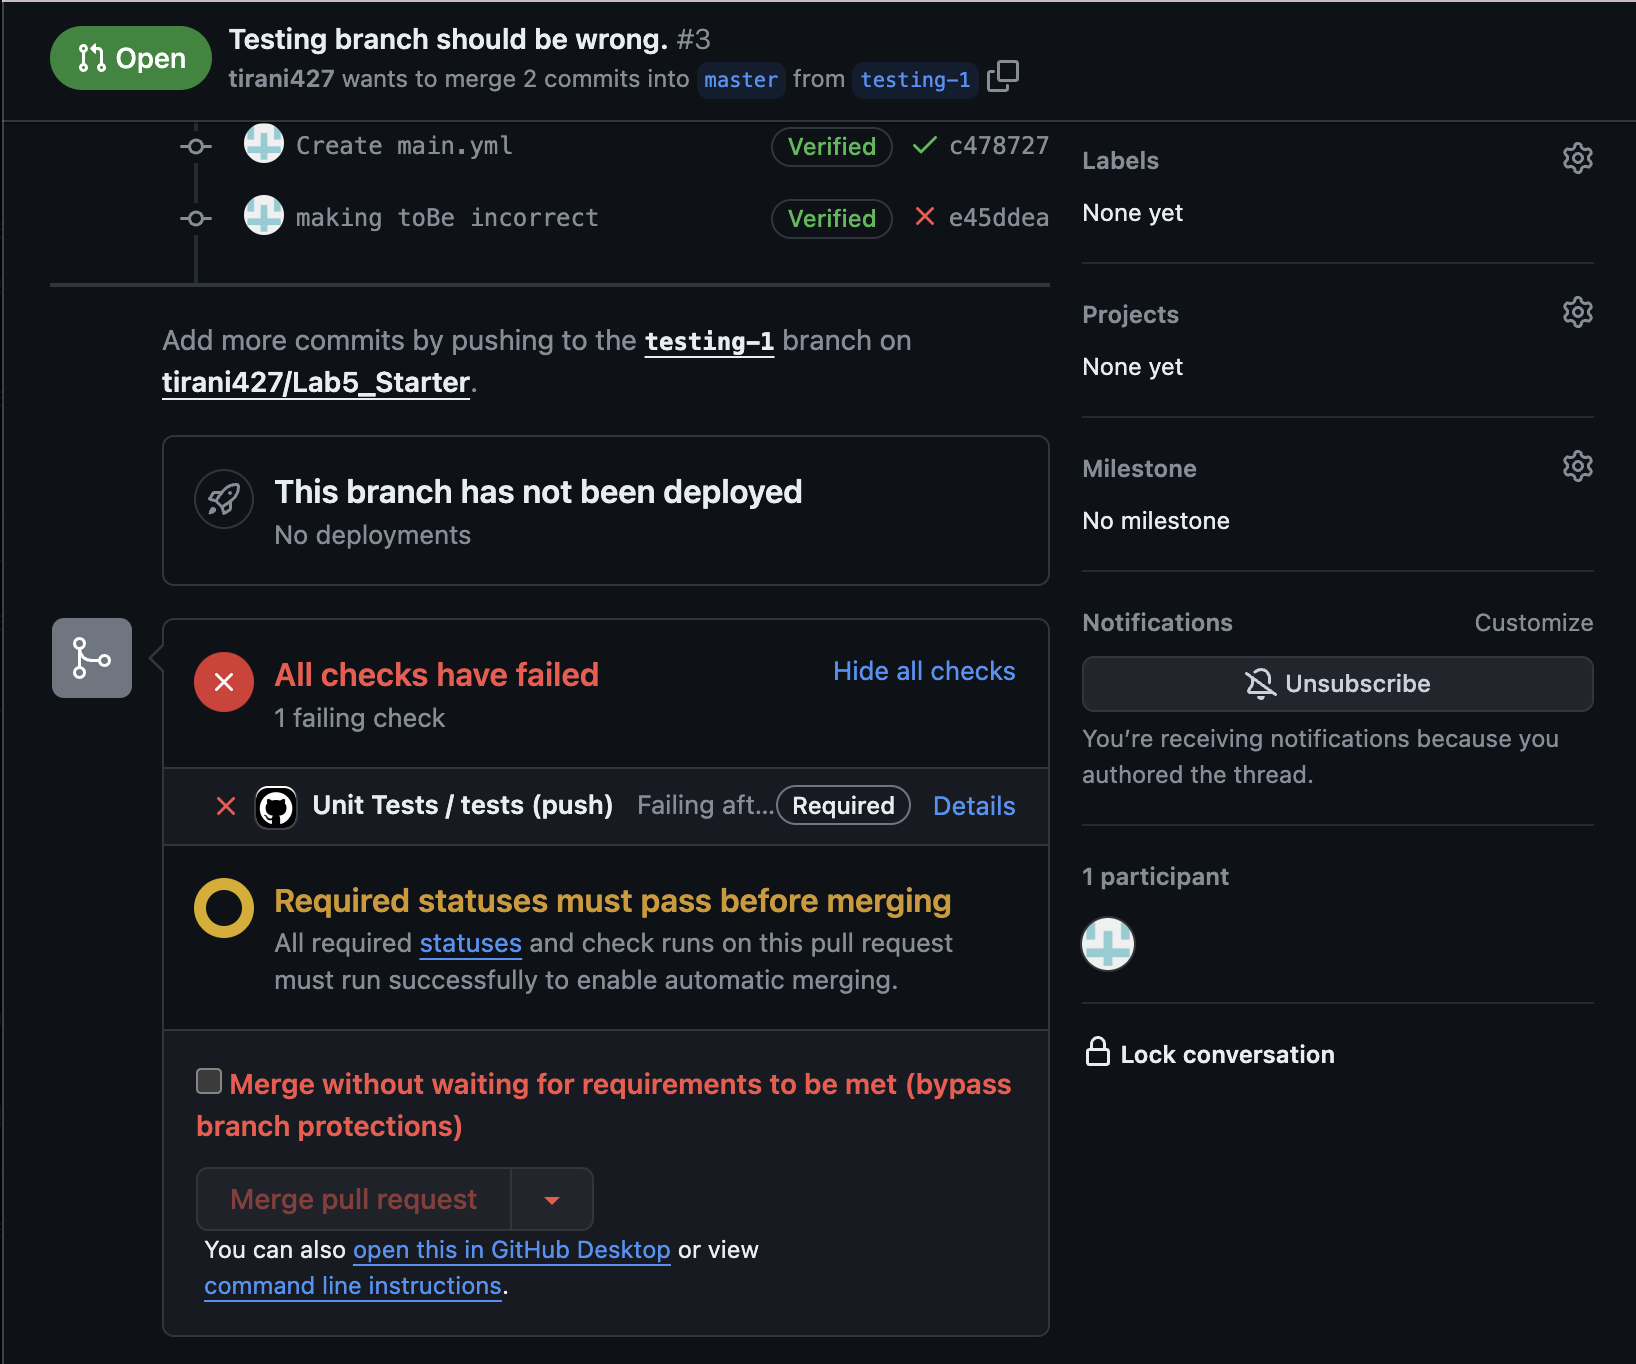 Open
Testing branch should be wrong. #3
tirani427 wants to merge 2 commits into master from testing-1
Create main.yml Verified c478727
making toBe incorrect Verified e45ddea
Add more commits by pushing to the testing-1 branch on
tirani427/Lab5_Starter.
This branch has not been deployed
No deployments
All checks have failed
Hide all checks
1 failing check
Unit Tests / tests (push) Failing aft... Required Details
Required statuses must pass before merging
All required statuses and check runs on this pull request
must run successfully to enable automatic merging.
Merge without waiting for requirements to be met (bypass
branch protections)
Merge pull request
You can also open this in GitHub Desktop or view
command line instructions.
Labels
None yet
Projects
None yet
Milestone
No milestone
Notifications Customize
Unsubscribe
You're receiving notifications because you
authored the thread.
1 participant
Lock conversation